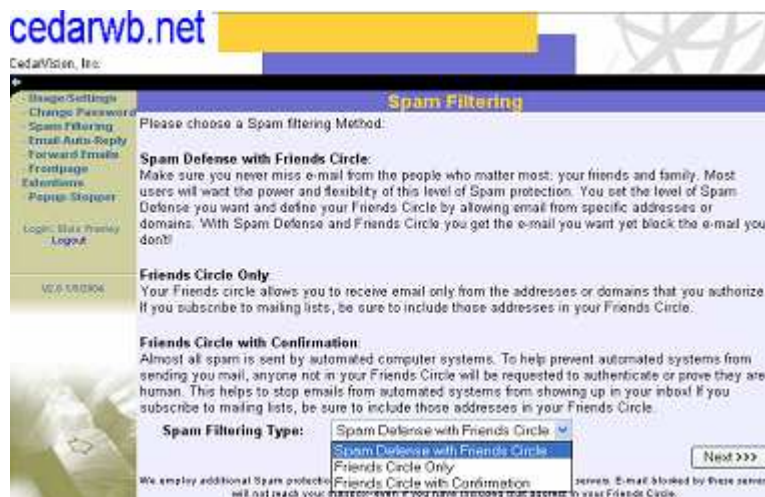 cedarwb.net
CedarVision, Inc.
Spam Filtering
Usage/Settings
Change Password
Spam Filtering
Email Auto-Reply
Forward Emails
Frontpage
Extentions
Popup Stopper
Login:
Logout
Please choose a Spam filtering Method:
Spam Defense with Friends Circle:
Make sure you never miss e-mail from the people who matter most; your friends and family. Most
users will want the power and flexibility of this level of Spam protection. You set the level of Spam
Defense you want and define your Friends Circle by allowing email from specific addresses or
domains. With Spam Defense and Friends Circle you get the e-mail you want yet block the e-mail you
don't!
Friends Circle Only:
Your Friends circle allows you to receive email only from the addresses or domains that you authorize
If you subscribe to mailing lists, be sure to include those addresses in your Friends Circle.
Friends Circle with Confirmation:
Almost all spam is sent by automated computer systems. To help prevent automated systems from
sending you mail, anyone not in your Friends Circle will be requested to authenticate or prove they are
human. This helps to stop emails from automated systems from showing up in your inbox! If you
subscribe to mailing lists, be sure to include those addresses in your Friends Circle.
Spam Filtering Type: Spam Defense with Friends Circle
Spam Defense with Friends Circle
Friends Circle Only
Friends Circle with Confirmation
Next >>>
We employ additional Spam protectio servers. E-mail blocked by these server
will not reach your mailbox-even if you have included that address in your Friends Circle.